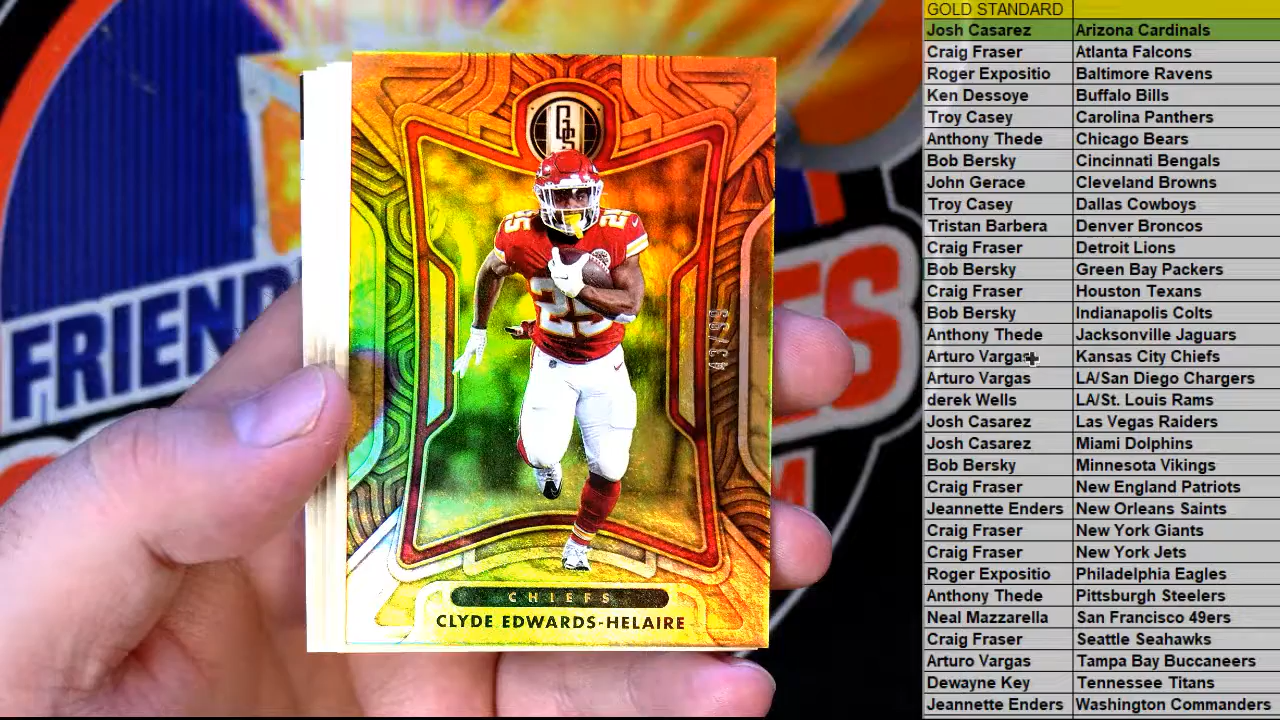 GOLD STANDARD
Josh Casarez Arizona Cardinals
Craig Fraser Atlanta Falcons
Roger Expositio Baltimore Ravens
Ken Dessoye Buffalo Bills
Troy Casey Carolina Panthers
Anthony Thede Chicago Bears
Bob Bersky Cincinnati Bengals
John Gerace Cleveland Browns
Troy Casey Dallas Cowboys
Tristan Barbera Denver Broncos
Craig Fraser Detroit Lions
Bob Bersky Green Bay Packers
Craig Fraser Houston Texans
Bob Bersky Indianapolis Colts
Anthony Thede Jacksonville Jaguars
Arturo Vargas Kansas City Chiefs
Arturo Vargas LA/San Diego Chargers
derek Wells LA/St. Louis Rams
Josh Casarez Las Vegas Raiders
Josh Casarez Miami Dolphins
Bob Bersky Minnesota Vikings
Craig Fraser New England Patriots
Jeannette Enders New Orleans Saints
Craig Fraser New York Giants
Craig Fraser New York Jets
Roger Expositio Philadelphia Eagles
Anthony Thede Pittsburgh Steelers
Neal Mazzarella San Francisco 49ers
Craig Fraser Seattle Seahawks
Arturo Vargas Tampa Bay Buccaneers
Dewayne Key Tennessee Titans
Jeannette Enders Washington Commanders
GS
25 25
25
43/99
CHIEFS
CLYDE EDWARDS-HELAIRE
FRIEND
ES
M